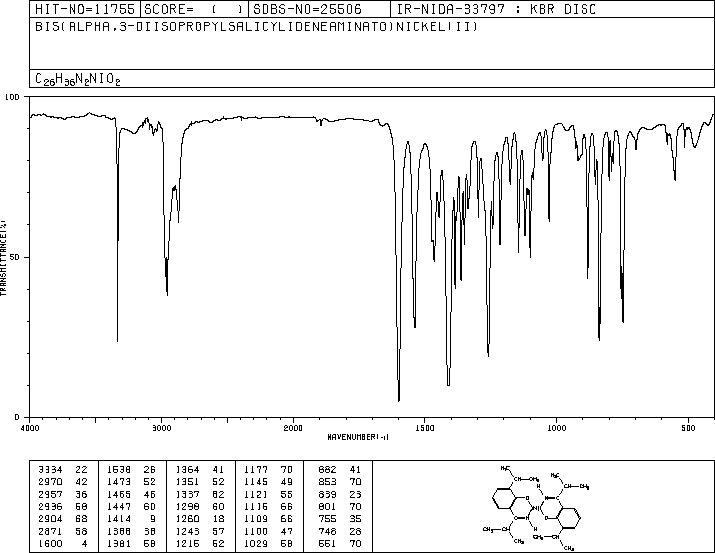 HIT-NO=11755 SCORE= ( ) SDBS-NO=25506 IR-NIDA-33797 : KBR DISC
BIS(ALPHA,3-DIISOPROPYLSALICYLIDENEAMINATO)NICKEL(II)
C26H36N2NIO2
100
50
0
TRANSMITTANCE(%)
4000 3000 2000 1500 1000 500
WAVENUMBER(-1)
3334 22 1538 26 1364 41 1177 70 882 41
2970 42 1473 52 1351 52 1145 49 853 70
2957 36 1465 46 1337 62 1121 55 839 23
2936 68 1447 60 1298 60 1116 66 801 70
2904 68 1414 9 1260 18 1109 66 755 35
2871 58 1388 38 1243 57 1100 47 748 28
1600 4 1381 58 1216 52 1029 58 551 70